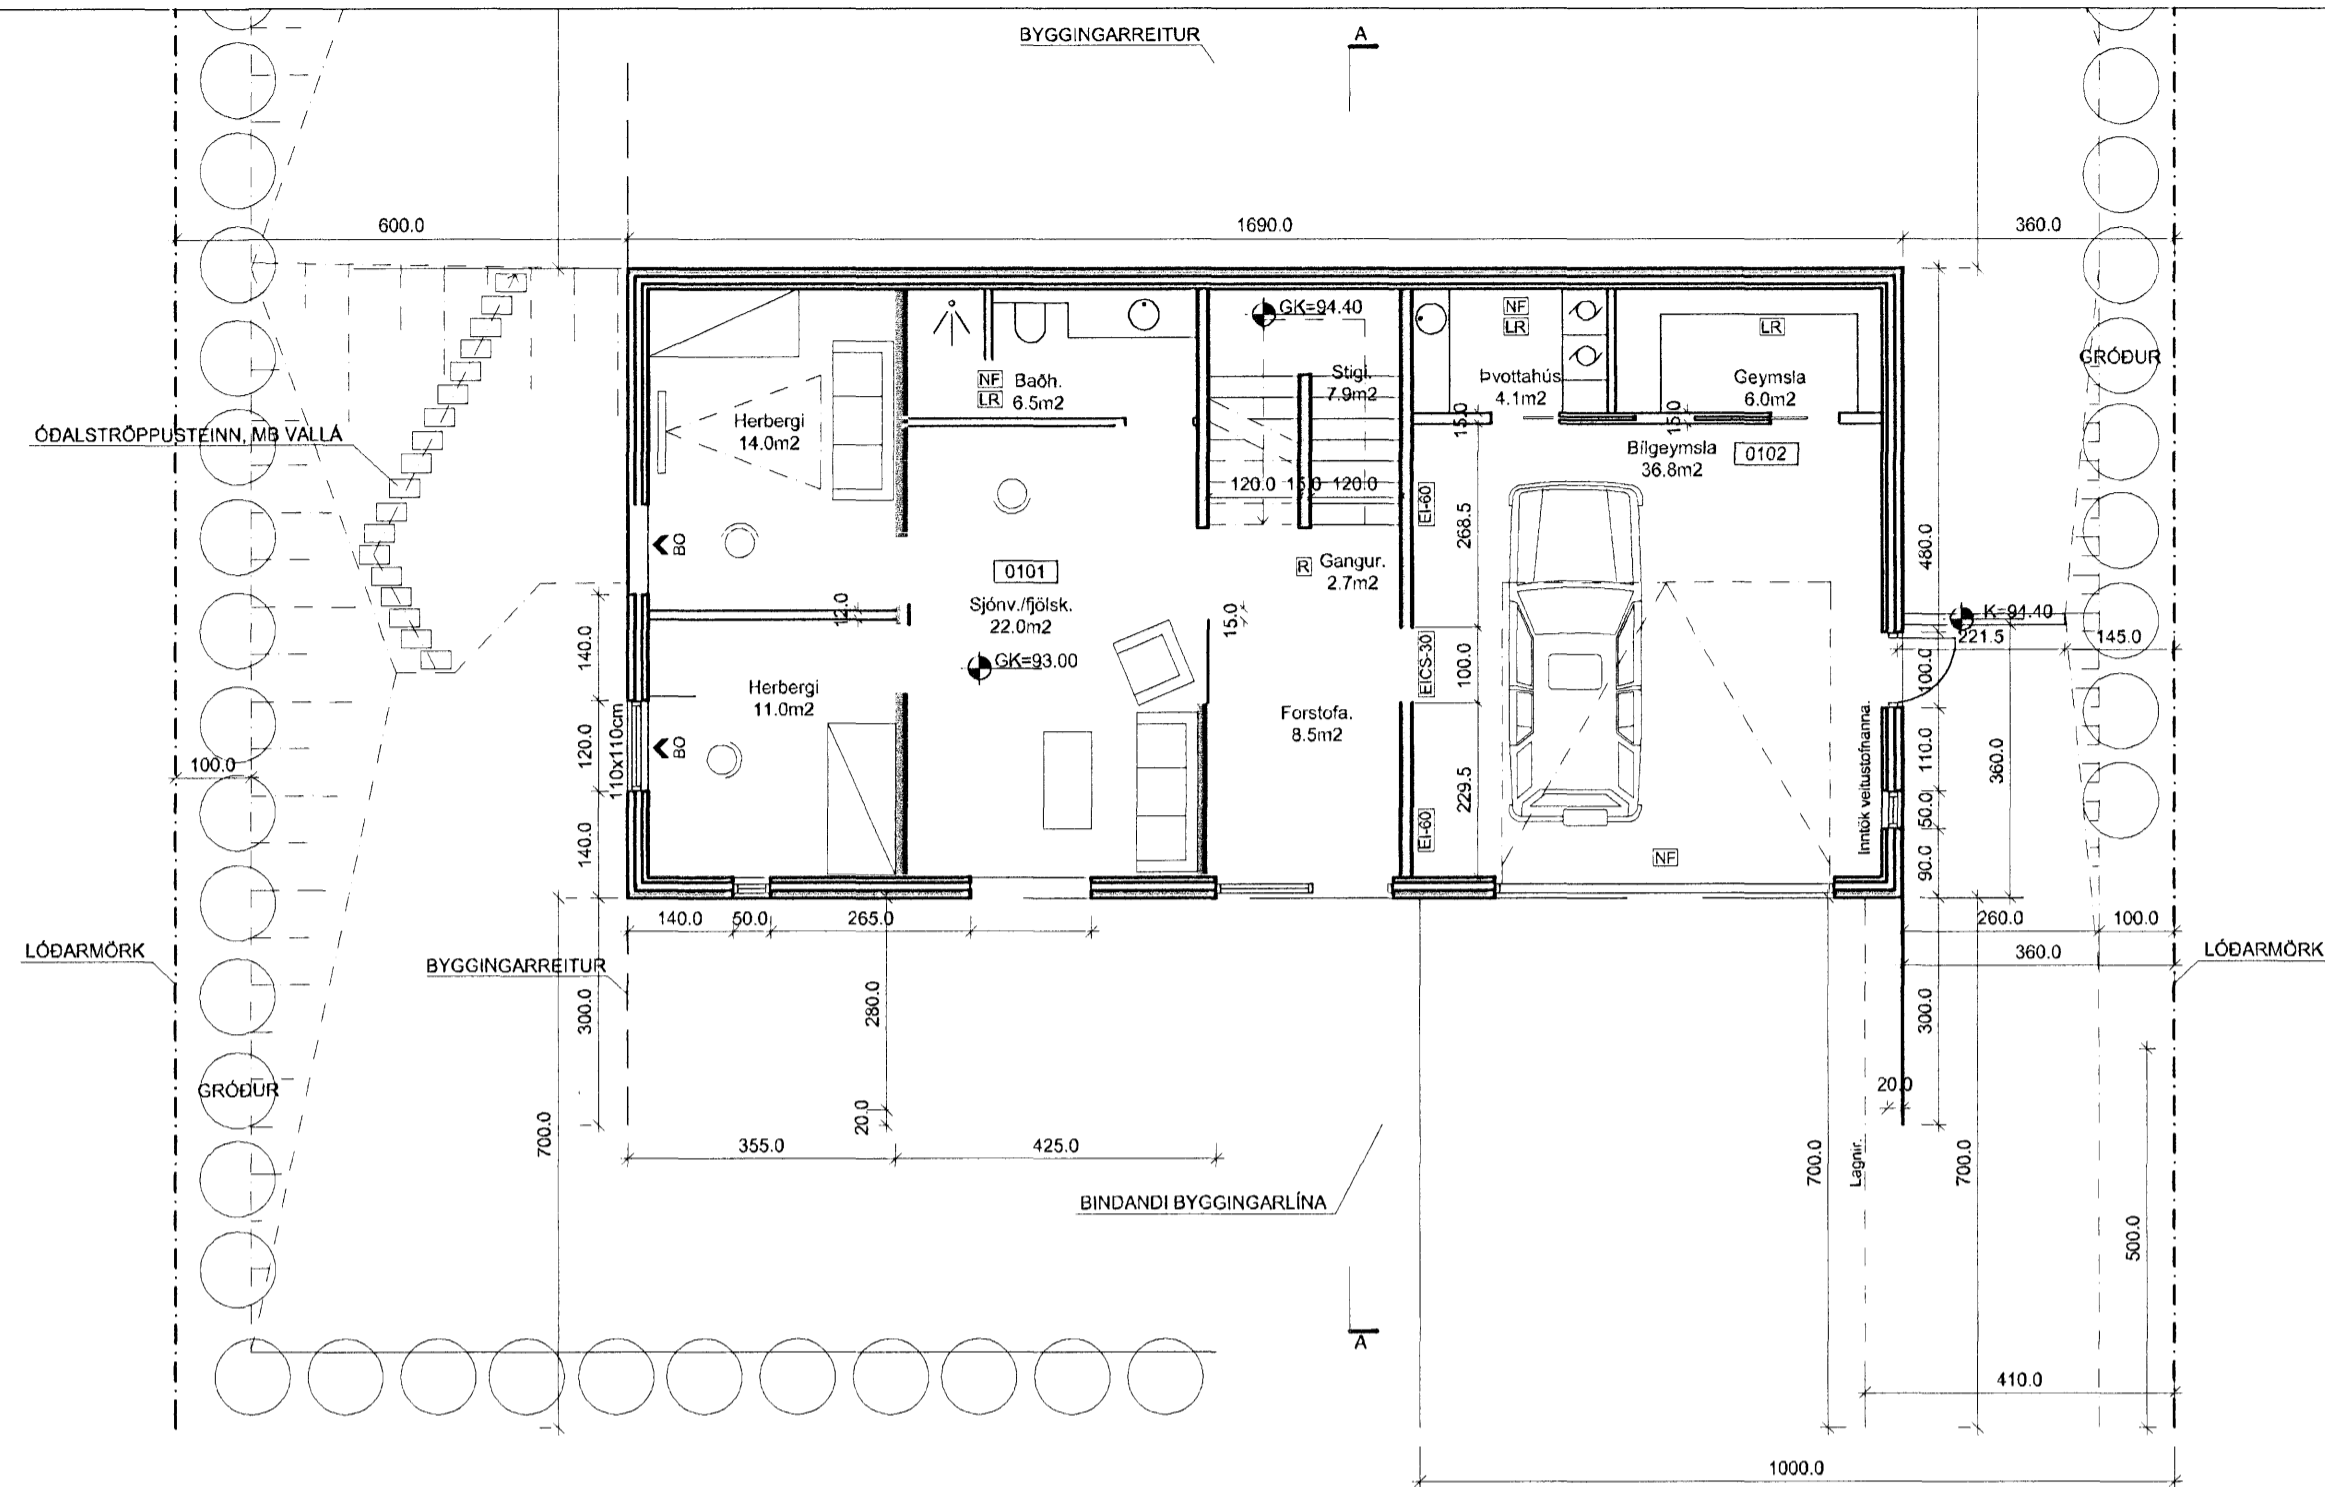 BYGGINGARREITUR
A
600.0
1690.0
360.0
GK=94.40
NF
LR
LR
GRÓÐUR
NF
LR
Baðh.
6.5m2
Stigl.
7.9m2
Þvottahús
4.1m2
Geymsla
6.0m2
Herbergi
14.0m2
ÓÐALSTRÖPPUSTEINN, MB VALLÁ
15.0
15.0
Bílgeymsla
36.8m2
0102
120.0
15.0
120.0
EI-60
268.5
480.0
BO
0101
R
Gangur.
2.7m2
Sjónv./fjölsk.
22.0m2
12.0
15.0
K=94.40
221.5
145.0
140.0
GK=93.00
EICS-30
100.0
100.0
Herbergi
11.0m2
Forstofa.
8.5m2
BO
120.0
110x110cm
100.0
229.5
Inntök veitustofnanna.
110.0
360.0
50.0
140.0
EI-60
NF
90.0
140.0
50.0
265.0
260.0
100.0
LÓÐARMÖRK
BYGGINGARREITUR
360.0
LÓÐARMÖRK
300.0
280.0
300.0
GRÓÐUR
20.0
20.0
700.0
355.0
425.0
700.0
Lagnir.
700.0
BINDANDI BYGGINGARLÍNA
500.0
A
410.0
1000.0